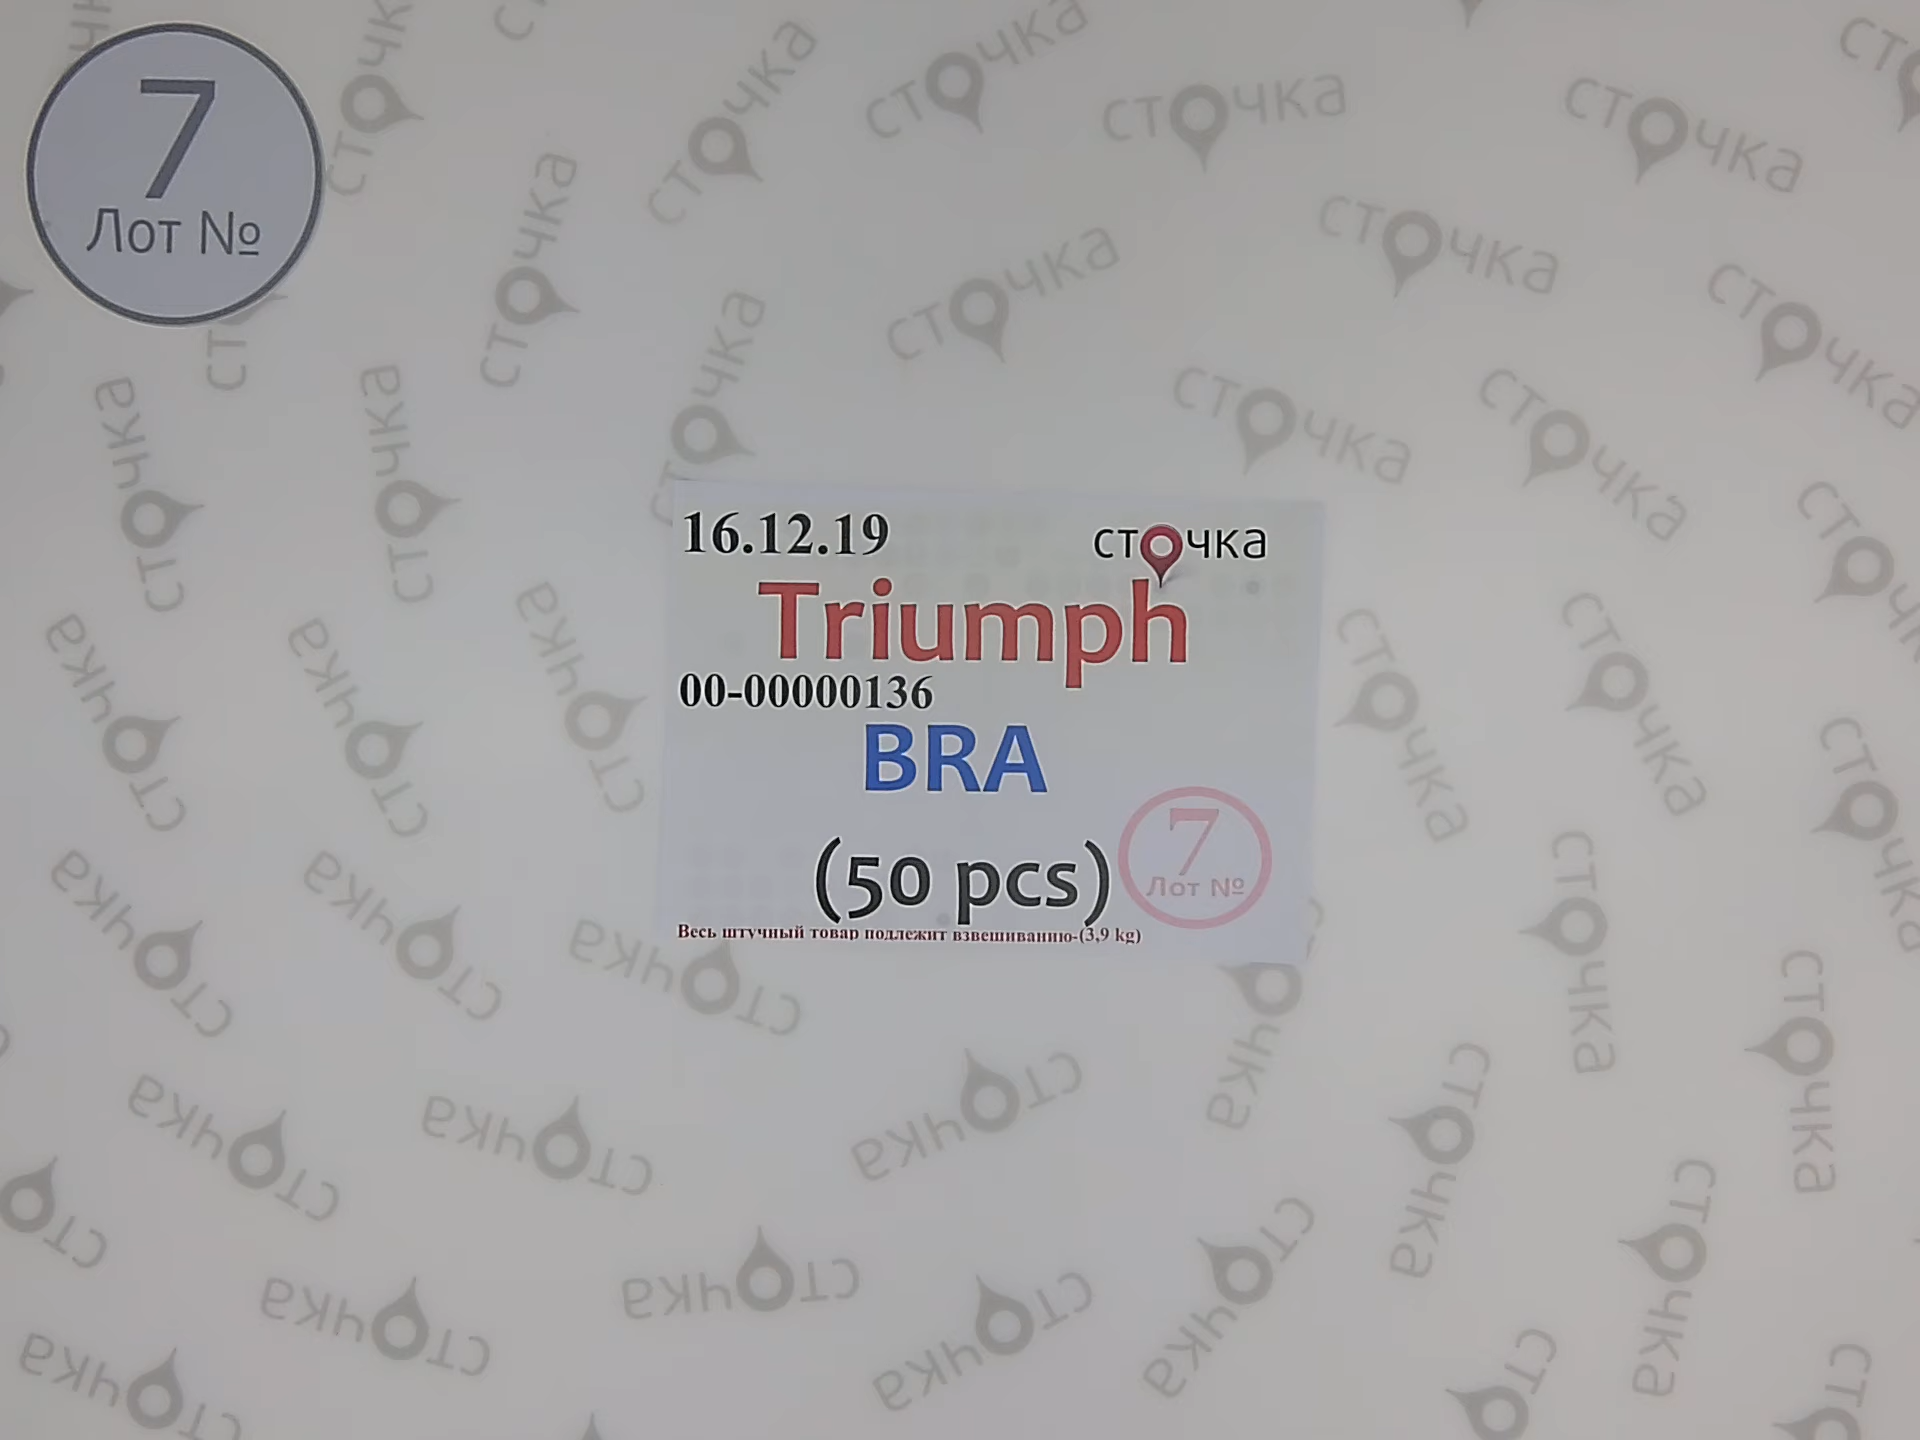 7
Лот №
16.12.19
сточка
Triumph
00-00000136
BRA
(50 pcs)
7
Лот №
Весь штучный товар подлежит взвешиванию-(3,9 kg)